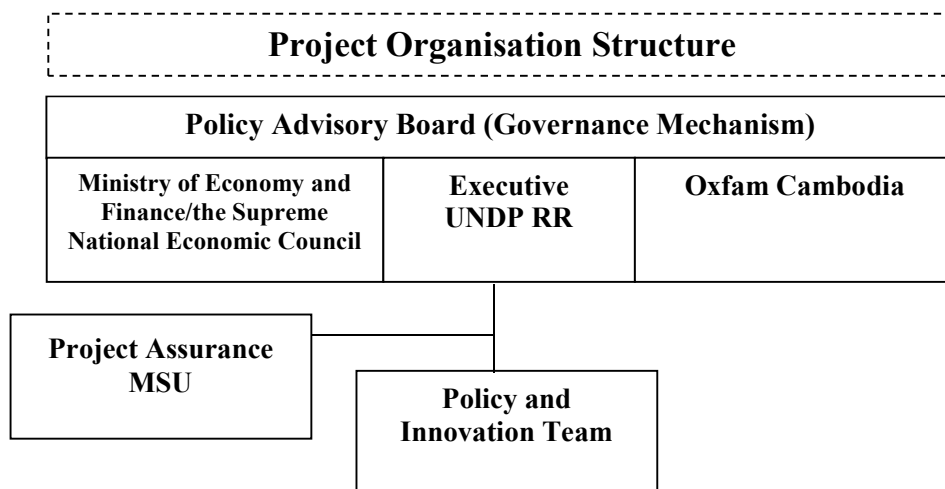 Project Organisation Structure
Policy Advisory Board (Governance Mechanism)
Ministry of Economy and
Finance/the Supreme
National Economic Council
Executive
UNDP RR
Oxfam Cambodia
Project Assurance
MSU
Policy and
Innovation Team